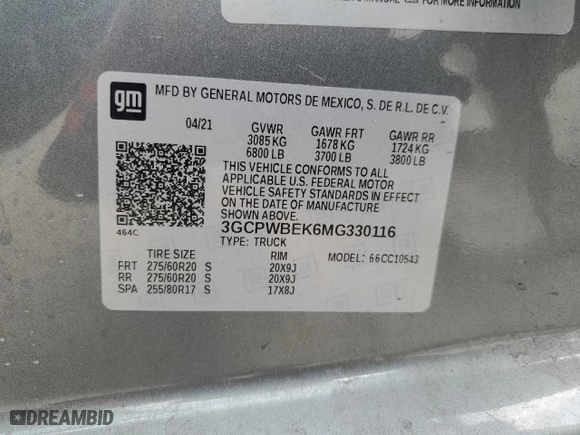 FOR MORE INFORMATION
gm
MFD BY GENERAL MOTORS DE MEXICO, S. DE R.L. DE C.V.
04/21 GVWR GAWR FRT GAWR RR
3085 KG 1678 KG 1724 KG
6800 LB 3700 LB 3800 LB
THIS VEHICLE CONFORMS TO ALL
APPLICABLE U.S. FEDERAL MOTOR
VEHICLE SAFETY STANDARDS IN EFFECT
ON THE DATE OF MANUFACTURE
SHOWN ABOVE.
464C
3GCPWBEK6MG330116
TYPE: TRUCK
TIRE SIZE RIM MODEL: 66CC10543
FRT 275/60R20 S 20X9J
RR 275/60R20 S 20X9J
SPA 255/80R17 S 17X8J
DREAMBID